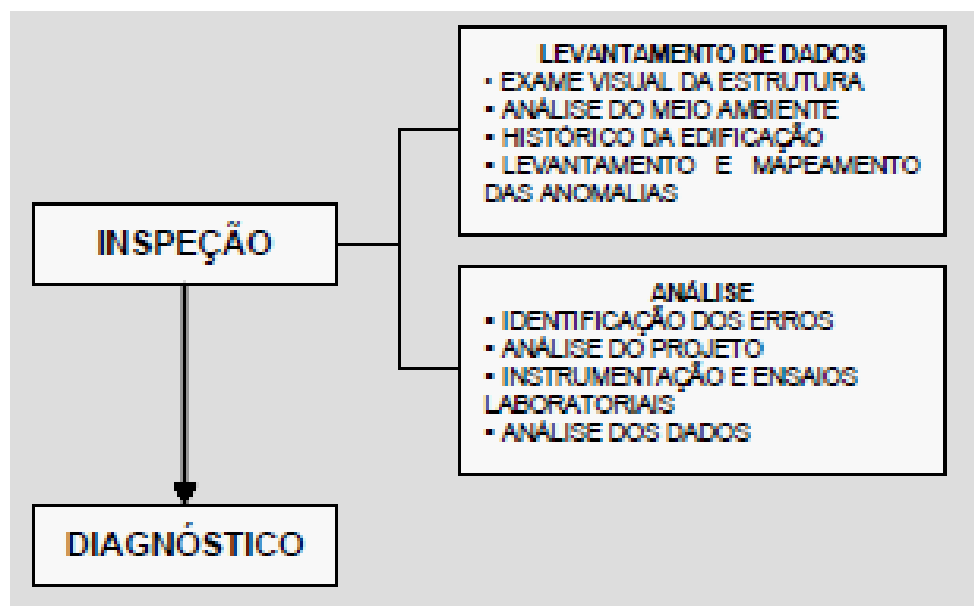 LEVANTAMENTO DE DADOS
▪ EXAME VISUAL DA ESTRUTURA
▪ ANÁLISE DO MEIO AMBIENTE
▪ HISTÓRICO DA EDIFICAÇÃO
▪ LEVANTAMENTO E MAPEAMENTO
DAS ANOMALIAS
INSPEÇÃO
ANÁLISE
▪ IDENTIFICAÇÃO DOS ERROS
▪ ANÁLISE DO PROJETO
▪ INSTRUMENTAÇÃO E ENSAIOS
LABORATORIAIS
▪ ANÁLISE DOS DADOS
DIAGNÓSTICO